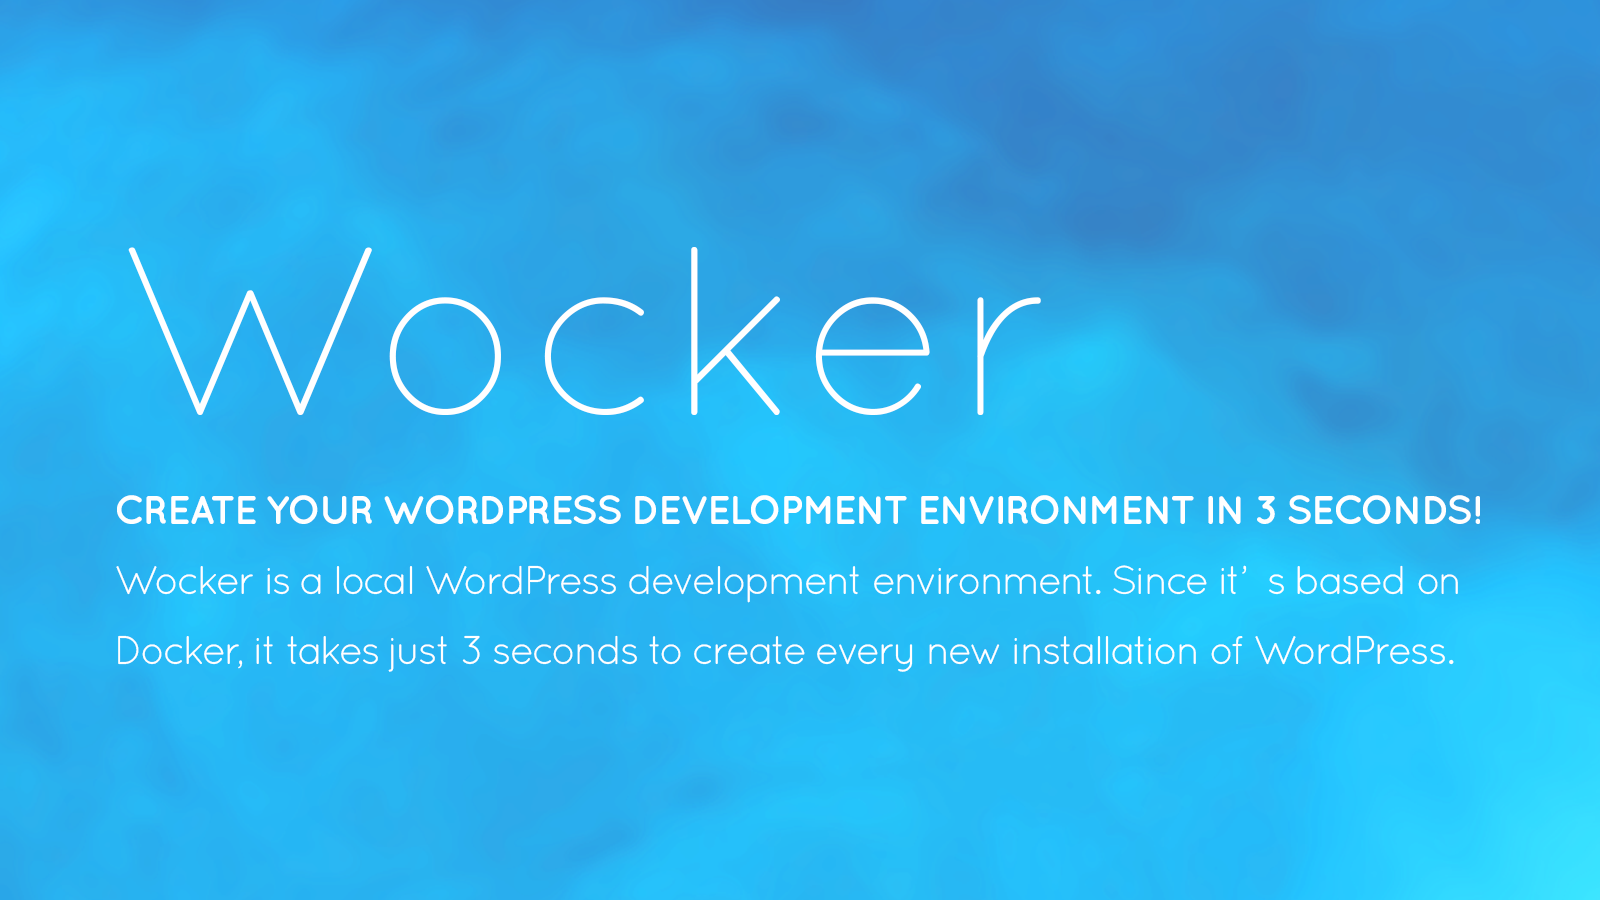 Wocker
CREATE YOUR WORDPRESS DEVELOPMENT ENVIRONMENT IN 3 SECONDS!
Wocker is a local WordPress development environment. Since it’ s based on
Docker, it takes just 3 seconds to create every new installation of WordPress.